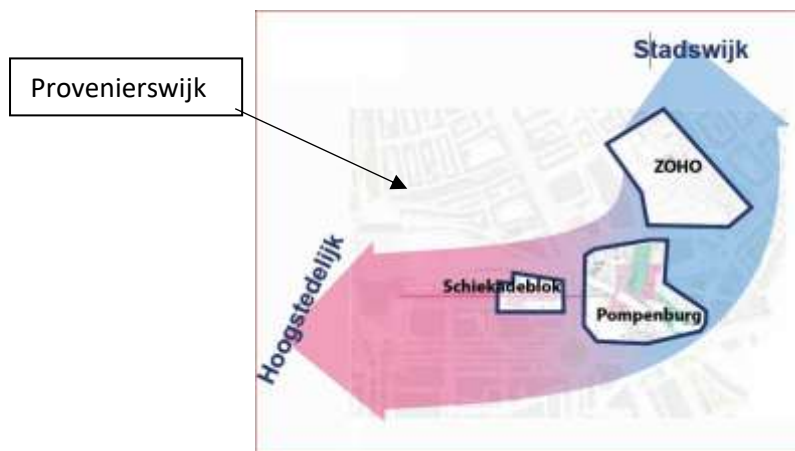 Stadswijk
Provenierswijk
ZOHO
Hoogstedelijk
Schiekadeblok
Pompenburg